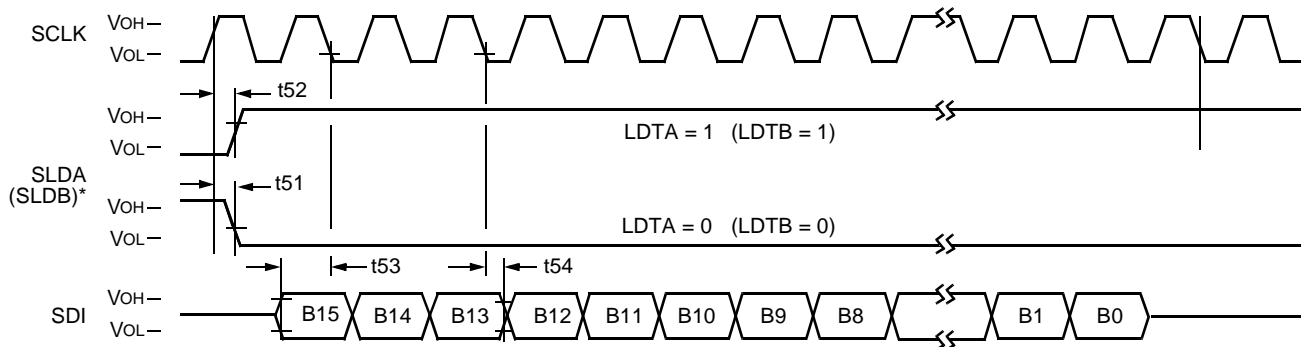 SCLK
VOH
VOL
t52
VOH
VOL
LDTA = 1 (LDTB = 1)
SLDA
(SLDB)*
t51
VOH
VOL
LDTA = 0 (LDTB = 0)
t53
t54
SDI
VOH
VOL
B15 B14 B13 B12 B11 B10 B9 B8 B1 B0